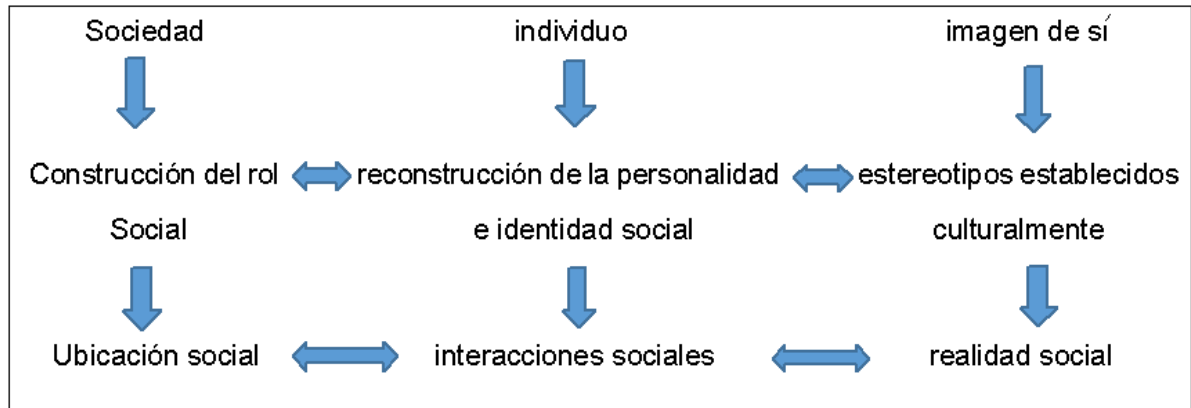 Sociedad individuo imagen de sí
Construcción del rol reconstrucción de la personalidad estereotipos establecidos
Social e identidad social culturalmente
Ubicación social interacciones sociales realidad social